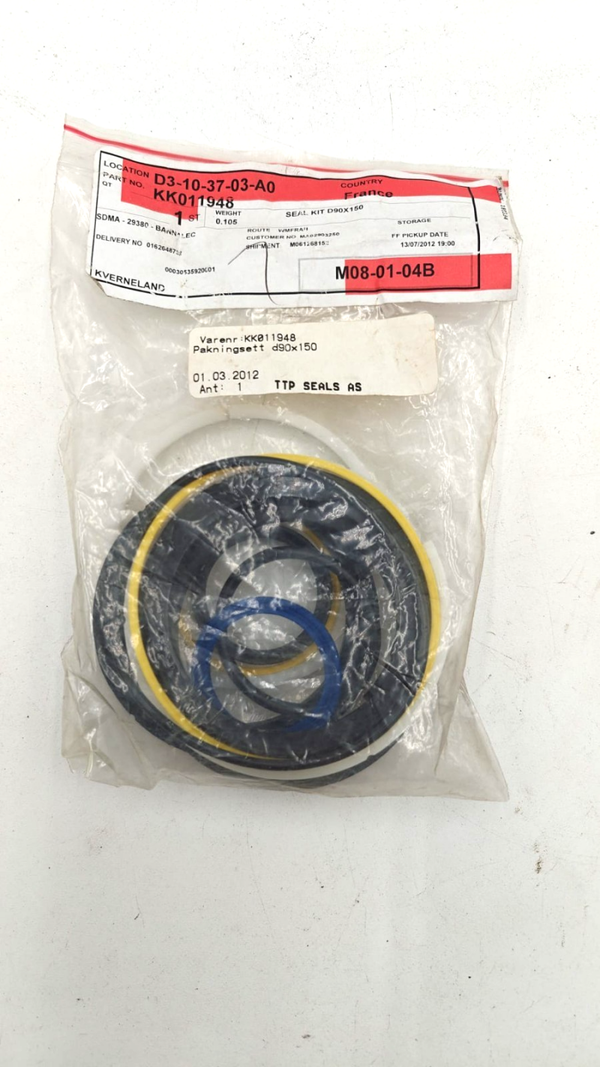 LOCATION D3-10-37-03-A0 COUNTRY
PART NO. KK011948 France
QT 1 ST WEIGHT SEAL KIT D90X150
0.105
SDMA - 29380 - BANNALEC ROUTE STORAGE
CUSTOMER NO. FF PICKUP DATE
DELIVERY NO SHIPMENT 13/07/2012 19:00
M08-01-04B
KVERNELAND
Varenr:KK011948
Pakningsett d90x150
01.03.2012
Ant: 1 TTP SEALS AS